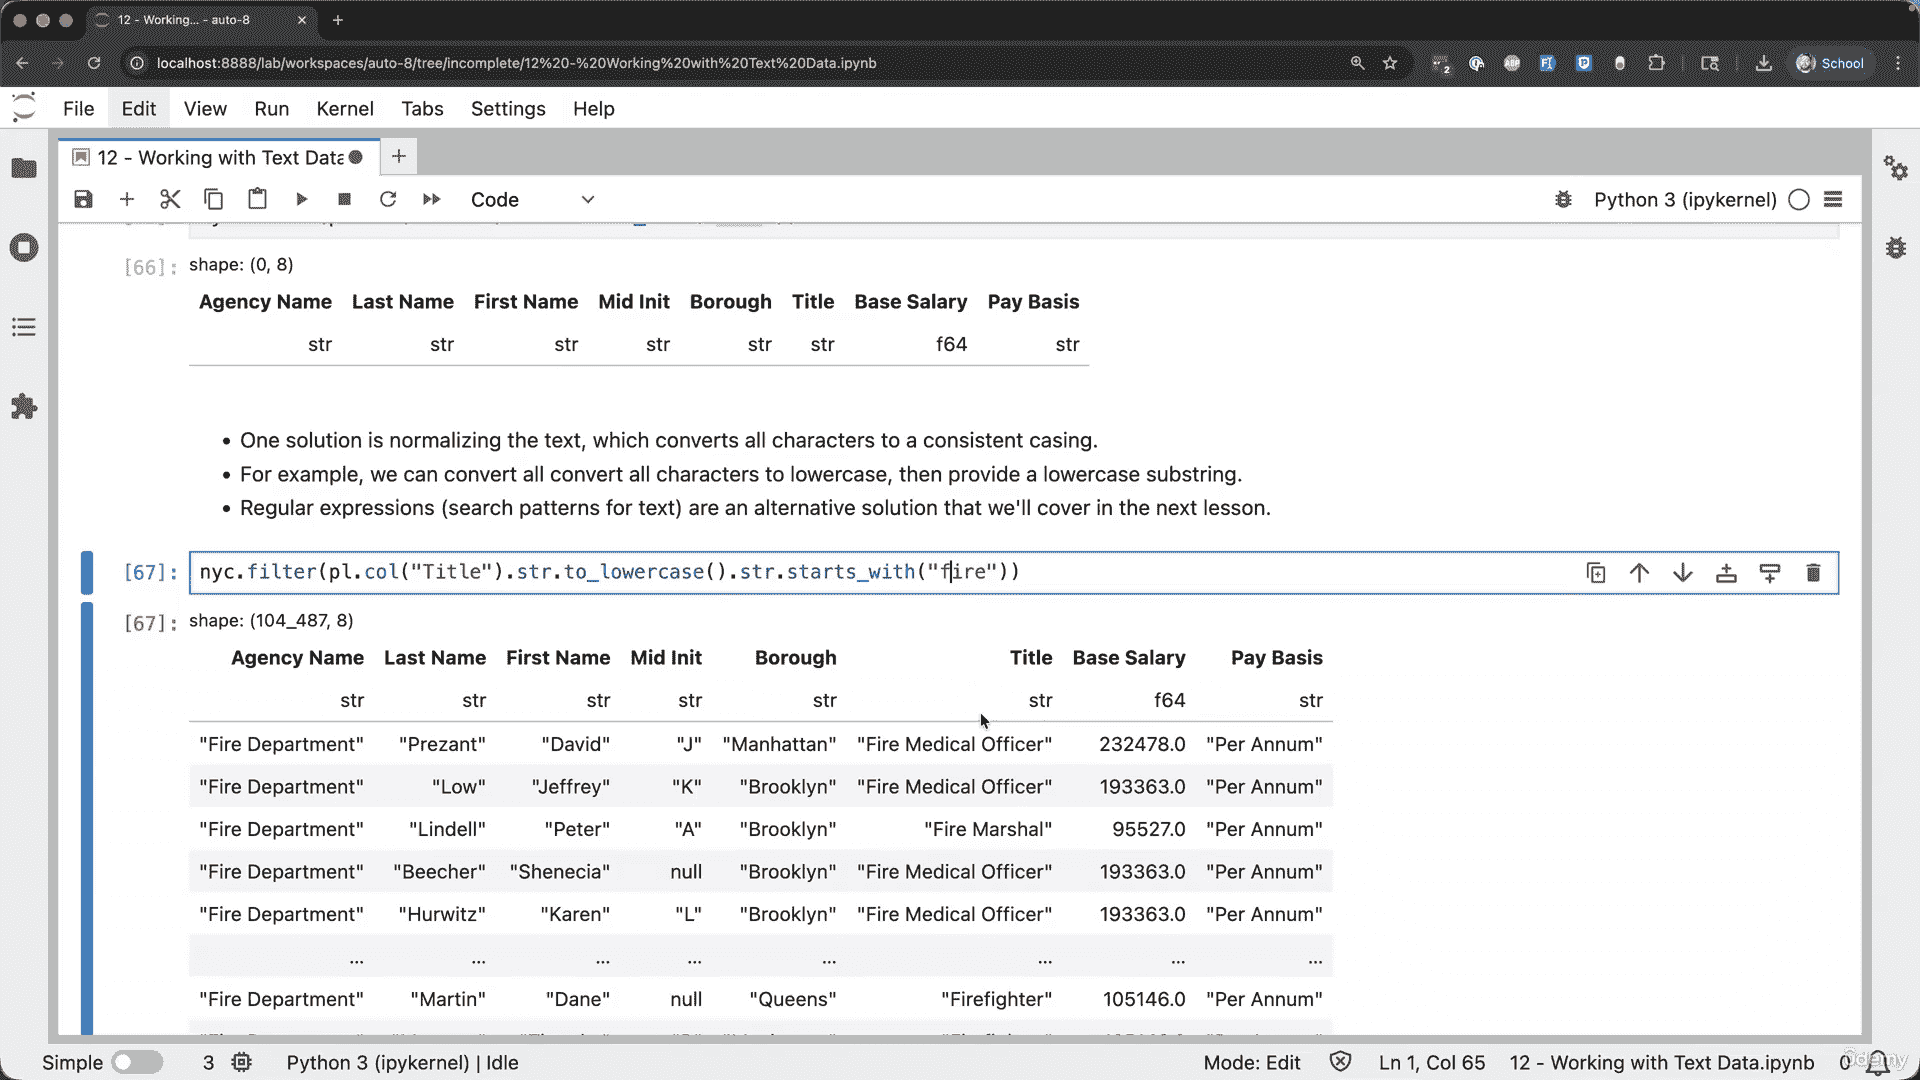 12 - Working... - auto-8
localhost:8888/lab/workspaces/auto-8/tree/incomplete/12%20-%20Working%20with%20Text%20Data.ipynb
2
ABP
School
File Edit View Run Kernel Tabs Settings Help
12 - Working with Text Data
Code
Python 3 (ipykernel)
[66]: shape: (0, 8)
Agency Name Last Name First Name Mid Init Borough Title Base Salary Pay Basis
str str str str str str f64 str
• One solution is normalizing the text, which converts all characters to a consistent casing.
• For example, we can convert all convert all characters to lowercase, then provide a lowercase substring.
• Regular expressions (search patterns for text) are an alternative solution that we'll cover in the next lesson.
[67]: nyc.filter(pl.col("Title").str.to_lowercase().str.starts_with("fire"))
[67]: shape: (104_487, 8)
Agency Name Last Name First Name Mid Init Borough Title Base Salary Pay Basis
str str str str str str f64 str
"Fire Department" "Prezant" "David" "J" "Manhattan" "Fire Medical Officer" 232478.0 "Per Annum"
"Fire Department" "Low" "Jeffrey" "K" "Brooklyn" "Fire Medical Officer" 193363.0 "Per Annum"
"Fire Department" "Lindell" "Peter" "A" "Brooklyn" "Fire Marshal" 95527.0 "Per Annum"
"Fire Department" "Beecher" "Shenecia" null "Brooklyn" "Fire Medical Officer" 193363.0 "Per Annum"
"Fire Department" "Hurwitz" "Karen" "L" "Brooklyn" "Fire Medical Officer" 193363.0 "Per Annum"
... ... ... ... ... ... ... ...
"Fire Department" "Martin" "Dane" null "Queens" "Firefighter" 105146.0 "Per Annum"
Simple 3 Python 3 (ipykernel) | Idle Mode: Edit Ln 1, Col 65 12 - Working with Text Data.ipynb 0